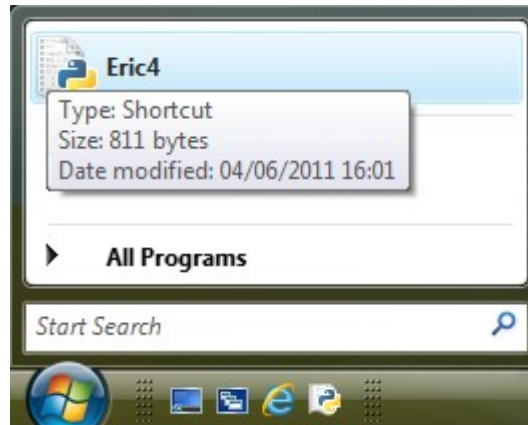 Eric4
Type: Shortcut
Size: 811 bytes
Date modified: 04/06/2011 16:01
All Programs
Start Search